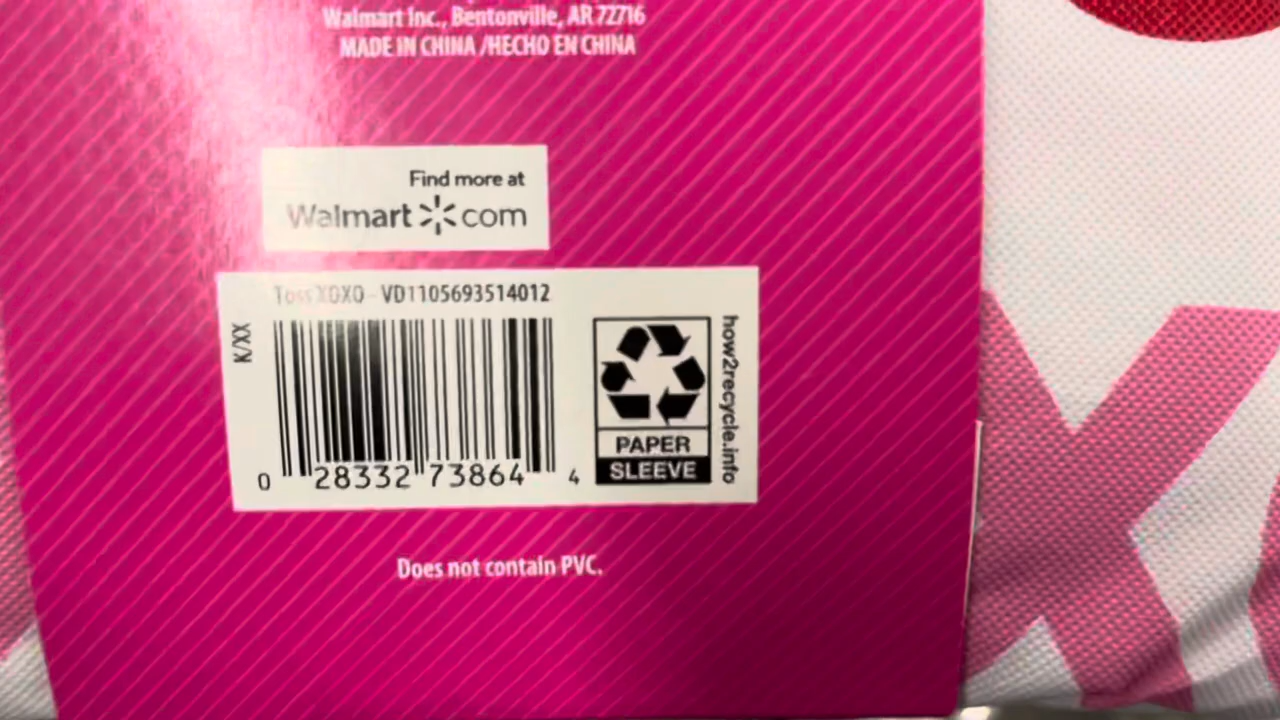 Walmart Inc., Bentonville, AR 72716
MADE IN CHINA /HECHO EN CHINA
Find more at
Walmart com
Toss XOXO - VD1105693514012
K/XX
0 28332 73864 4
PAPER
SLEEVE
how2recycle.info
Does not contain PVC.
X